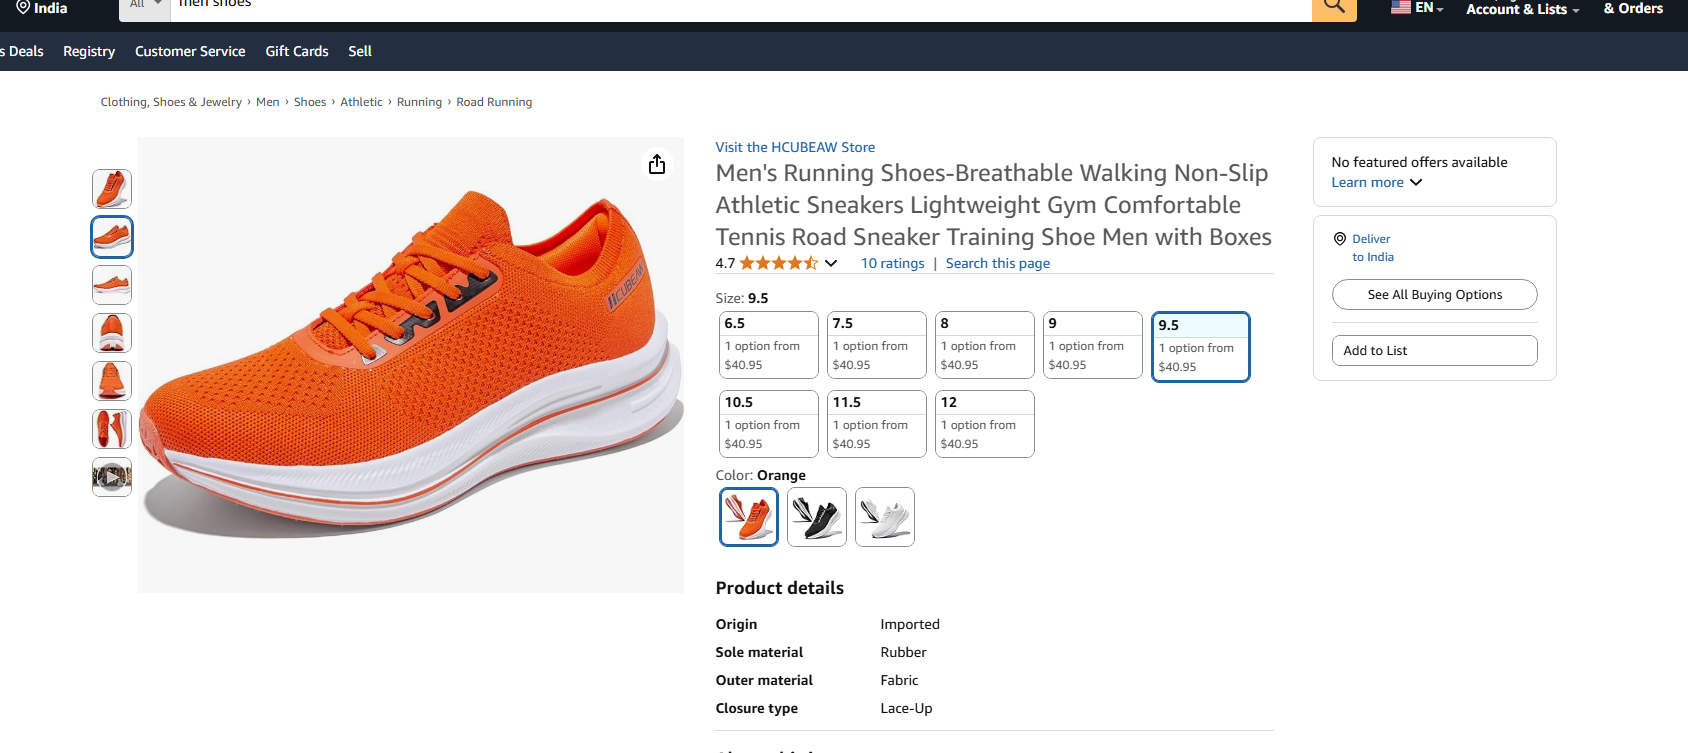 India
All
men shoes
EN
Account & Lists
& Orders
s Deals
Registry
Customer Service
Gift Cards
Sell
Clothing, Shoes & Jewelry › Men › Shoes › Athletic › Running › Road Running
HCUBEAW
Visit the HCUBEAW Store
Men's Running Shoes-Breathable Walking Non-Slip
Athletic Sneakers Lightweight Gym Comfortable
Tennis Road Sneaker Training Shoe Men with Boxes
4.7
10 ratings | Search this page
Size: 9.5
6.5
1 option from
$40.95
7.5
1 option from
$40.95
8
1 option from
$40.95
9
1 option from
$40.95
9.5
1 option from
$40.95
10.5
1 option from
$40.95
11.5
1 option from
$40.95
12
1 option from
$40.95
Color: Orange
Product details
Origin Imported
Sole material Rubber
Outer material Fabric
Closure type Lace-Up
No featured offers available
Learn more
Deliver
to India
See All Buying Options
Add to List